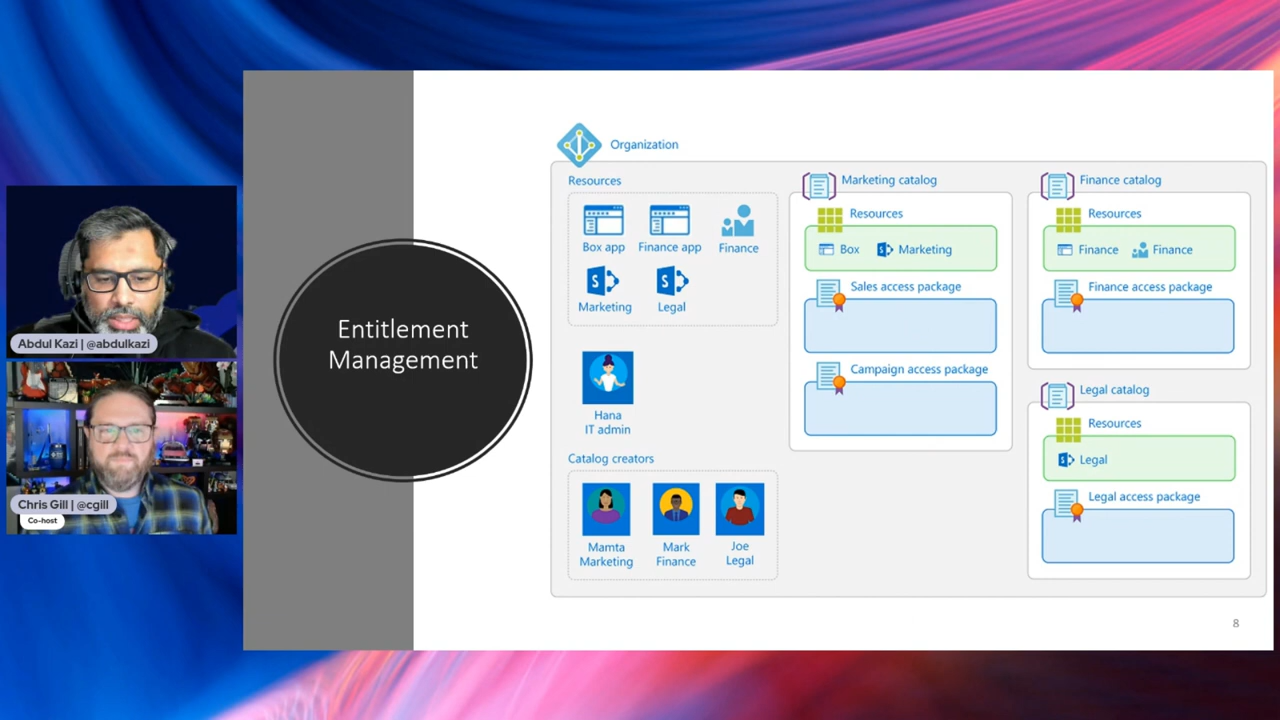 Abdul Kazi | @abdulkazi
Chris Gill | @cgill
Co-host
Entitlement
Management
Organization
Resources
Box app
Finance app
Finance
Marketing
Legal
Hana
IT admin
Catalog creators
Mamta
Marketing
Mark
Finance
Joe
Legal
Marketing catalog
Resources
Box
Marketing
Sales access package
Campaign access package
Finance catalog
Resources
Finance
Finance
Finance access package
Legal catalog
Resources
Legal
Legal access package
8